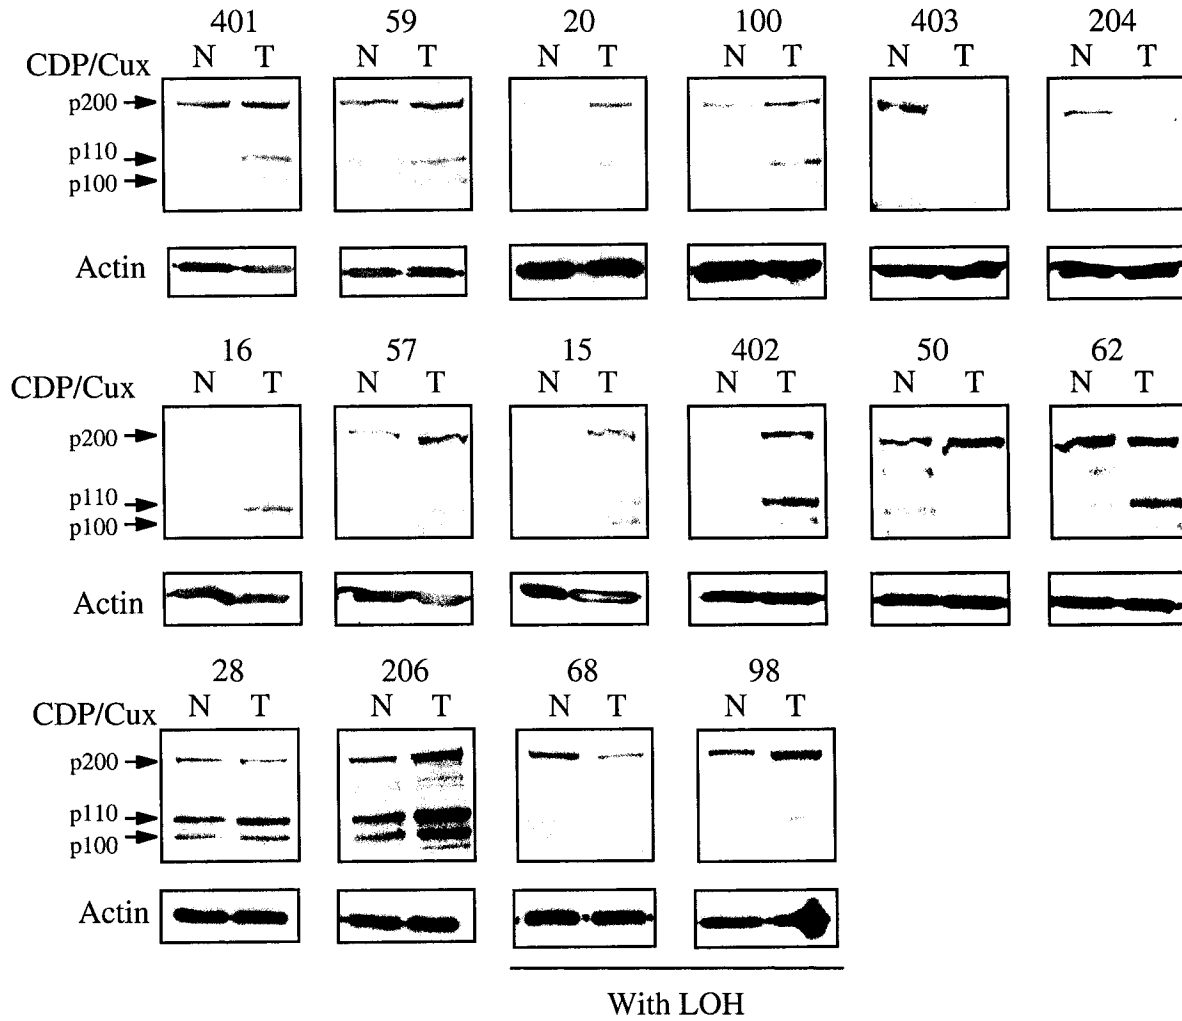 401 59 20 100 403 204
N T N T N T N T N T N T
CDP/Cux
p200
p110
p100
Actin
16 57 15 402 50 62
N T N T N T N T N T N T
CDP/Cux
p200
p110
p100
Actin
28 206 68 98
N T N T N T N T
CDP/Cux
p200
p110
p100
Actin
With LOH